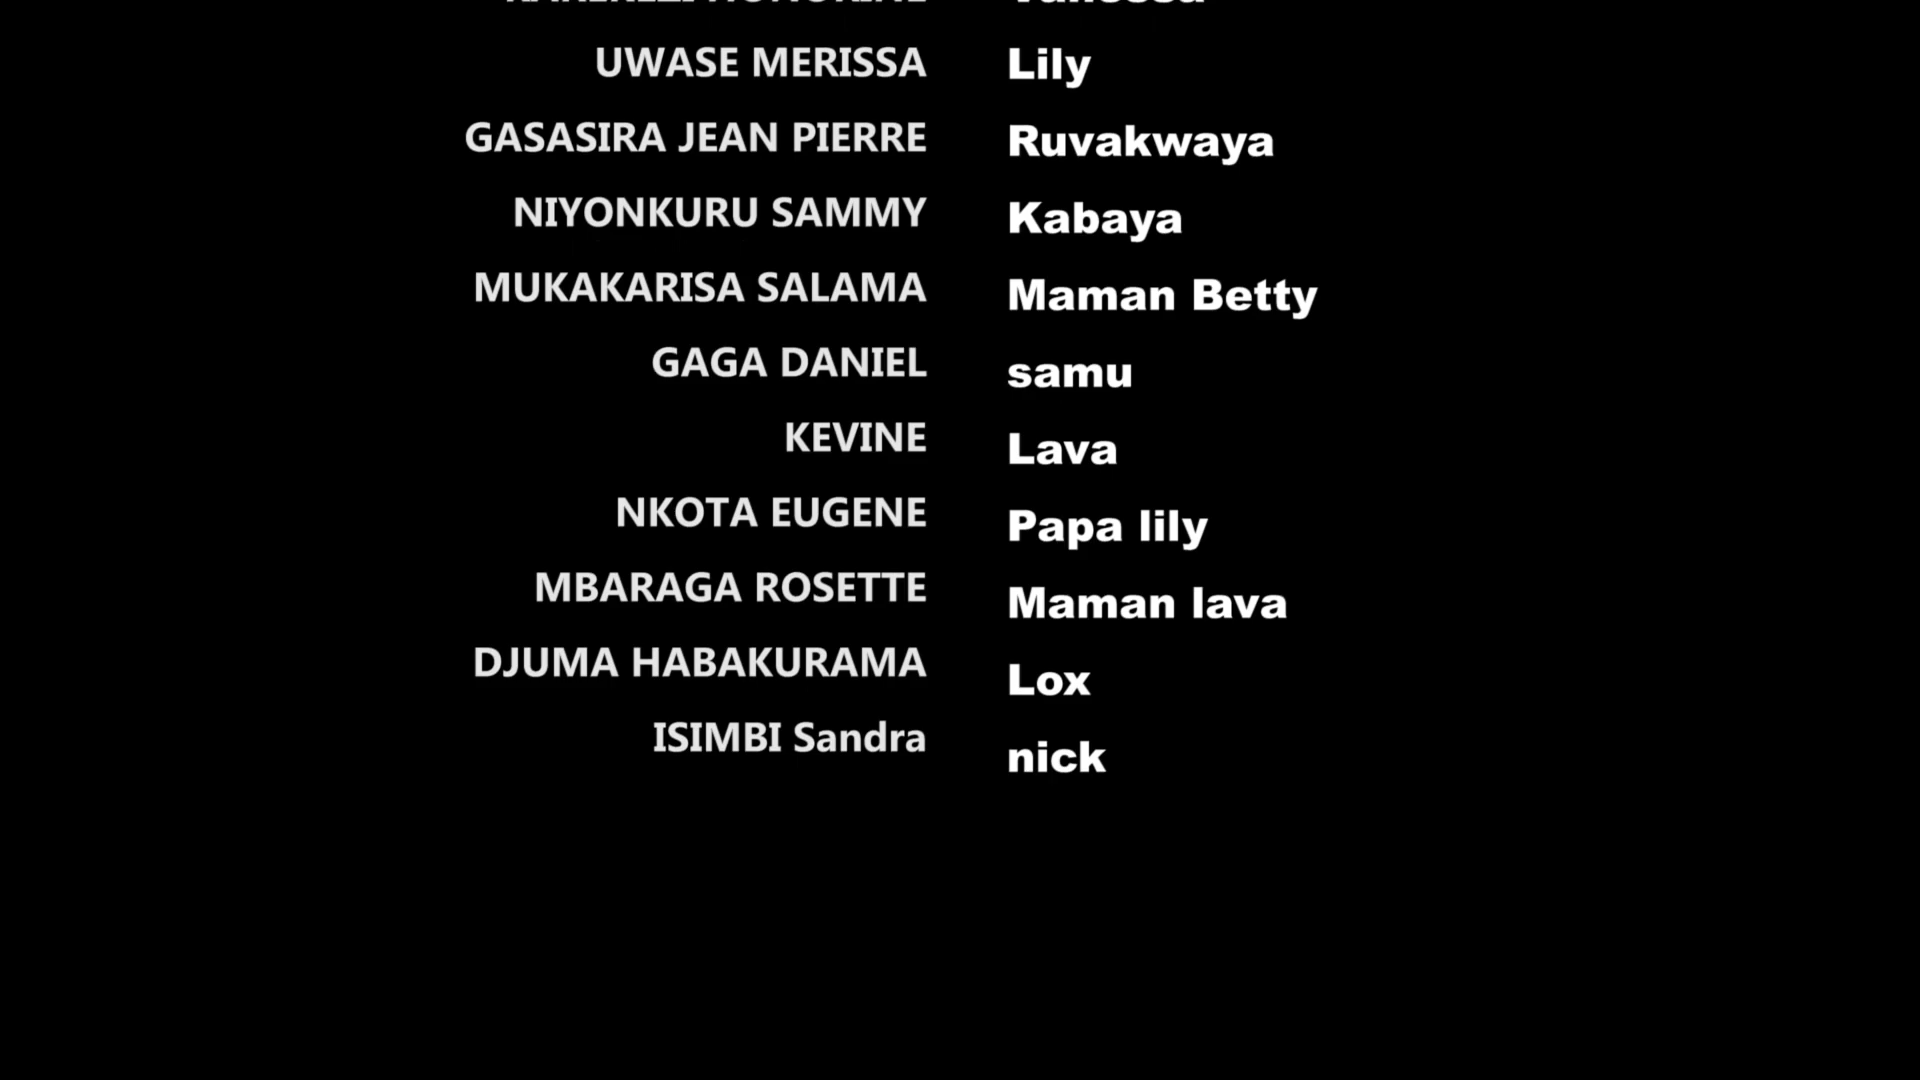 Vanessa
UWASE MERISSA Lily
GASASIRA JEAN PIERRE Ruvakwaya
NIYONKURU SAMMY Kabaya
MUKAKARISA SALAMA Maman Betty
GAGA DANIEL samu
KEVINE Lava
NKOTA EUGENE Papa lily
MBARAGA ROSETTE Maman lava
DJUMA HABAKURAMA Lox
ISIMBI Sandra nick